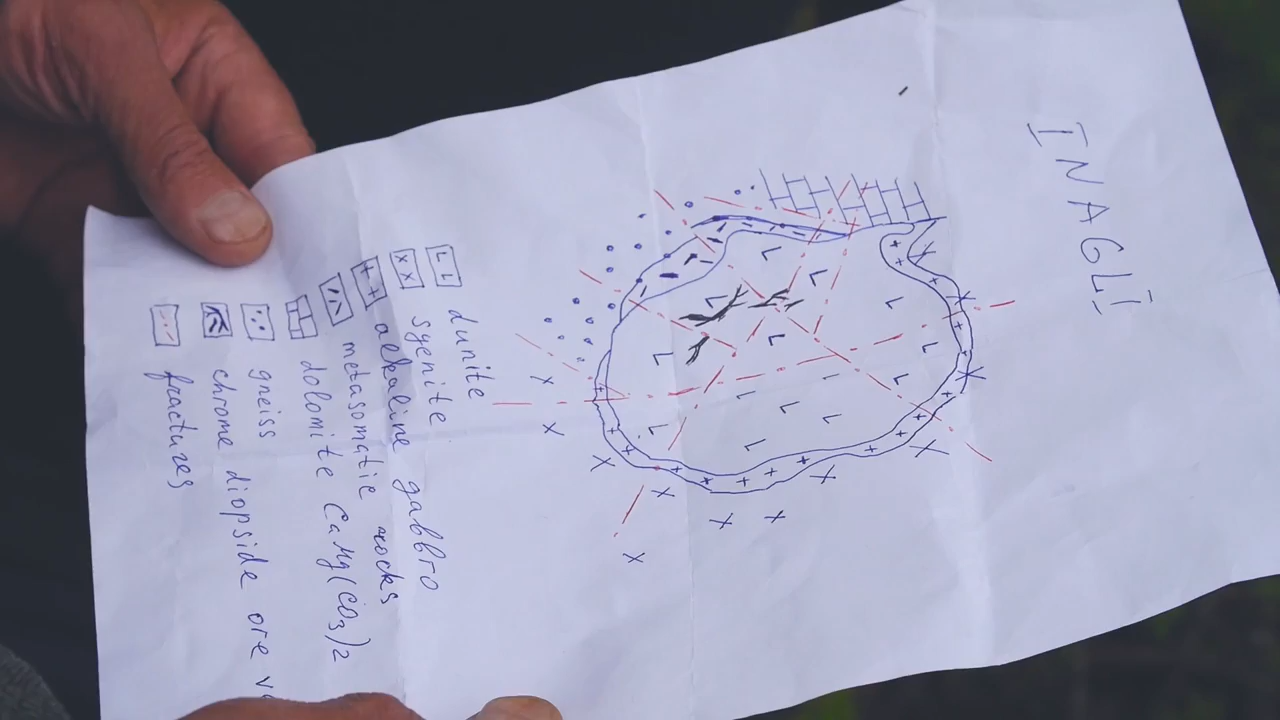 INAGLI
dunite
syenite
alkaline gabbro
metasomatic rocks
dolomite CaMg(CO3)2
gneiss
chrome diopside ore
fractures